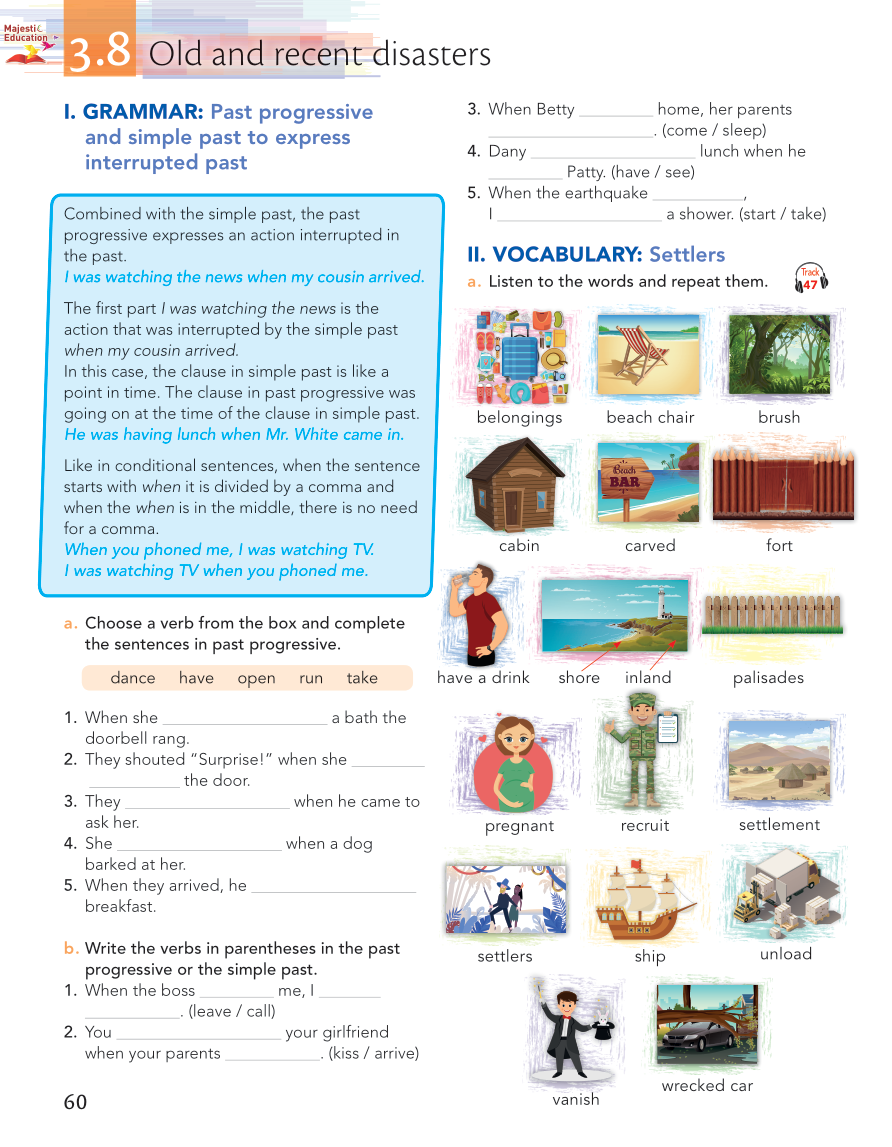 Majesti
Education
3.8 Old and recent disasters
I. GRAMMAR: Past progressive
and simple past to express
interrupted past
Combined with the simple past, the past
progressive expresses an action interrupted in
the past.
I was watching the news when my cousin arrived.
The first part I was watching the news is the
action that was interrupted by the simple past
when my cousin arrived.
In this case, the clause in simple past is like a
point in time. The clause in past progressive was
going on at the time of the clause in simple past.
He was having lunch when Mr. White came in.
Like in conditional sentences, when the sentence
starts with when it is divided by a comma and
when the when is in the middle, there is no need
for a comma.
When you phoned me, I was watching TV.
I was watching TV when you phoned me.
a. Choose a verb from the box and complete
the sentences in past progressive.
dance have open run take
1. When she ____________________ a bath the
doorbell rang.
2. They shouted “Surprise!” when she _________
___________ the door.
3. They ____________________ when he came to
ask her.
4. She ____________________ when a dog
barked at her.
5. When they arrived, he ____________________
breakfast.
b. Write the verbs in parentheses in the past
progressive or the simple past.
1. When the boss _________ me, I ________
____________. (leave / call)
2. You ____________________ your girlfriend
when your parents ____________. (kiss / arrive)
60
3. When Betty _________ home, her parents
____________________. (come / sleep)
4. Dany ____________________ lunch when he
_________ Patty. (have / see)
5. When the earthquake ___________,
I ____________________ a shower. (start / take)
II. VOCABULARY: Settlers
a. Listen to the words and repeat them.
Track
47
belongings beach chair brush
Beach
BAR
cabin carved fort
have a drink shore inland palisades
pregnant recruit settlement
settlers ship unload
vanish wrecked car